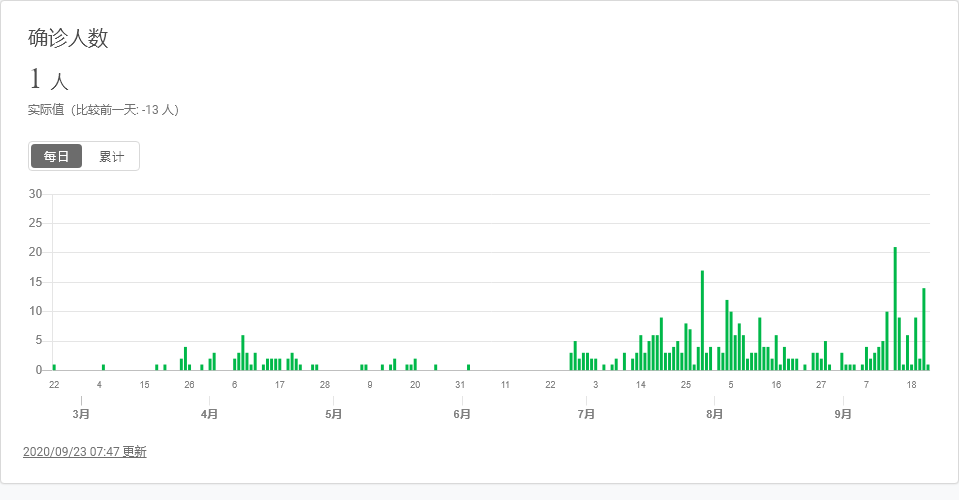 确诊人数
1 人
实际值（比较前一天: -13 人）
每日 累计
30
25
20
15
10
5
0
22 4 15 26 6 17 28 9 20 31 11 22 3 14 25 5 16 27 7 18
3月 4月 5月 6月 7月 8月 9月
2020/09/23 07:47 更新